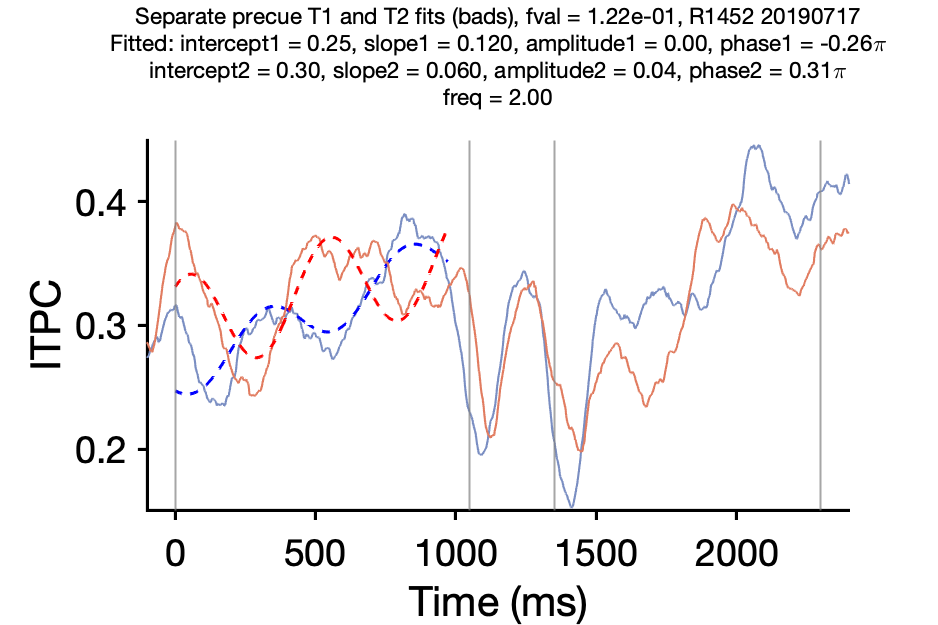 Separate precue T1 and T2 fits (bads), fval = 1.22e-01, R1452 20190717
Fitted: intercept1 = 0.25, slope1 = 0.120, amplitude1 = 0.00, phase1 = -0.26π
intercept2 = 0.30, slope2 = 0.060, amplitude2 = 0.04, phase2 = 0.31π
freq = 2.00
0.4
0.3
0.2
ITPC
0 500 1000 1500 2000
Time (ms)